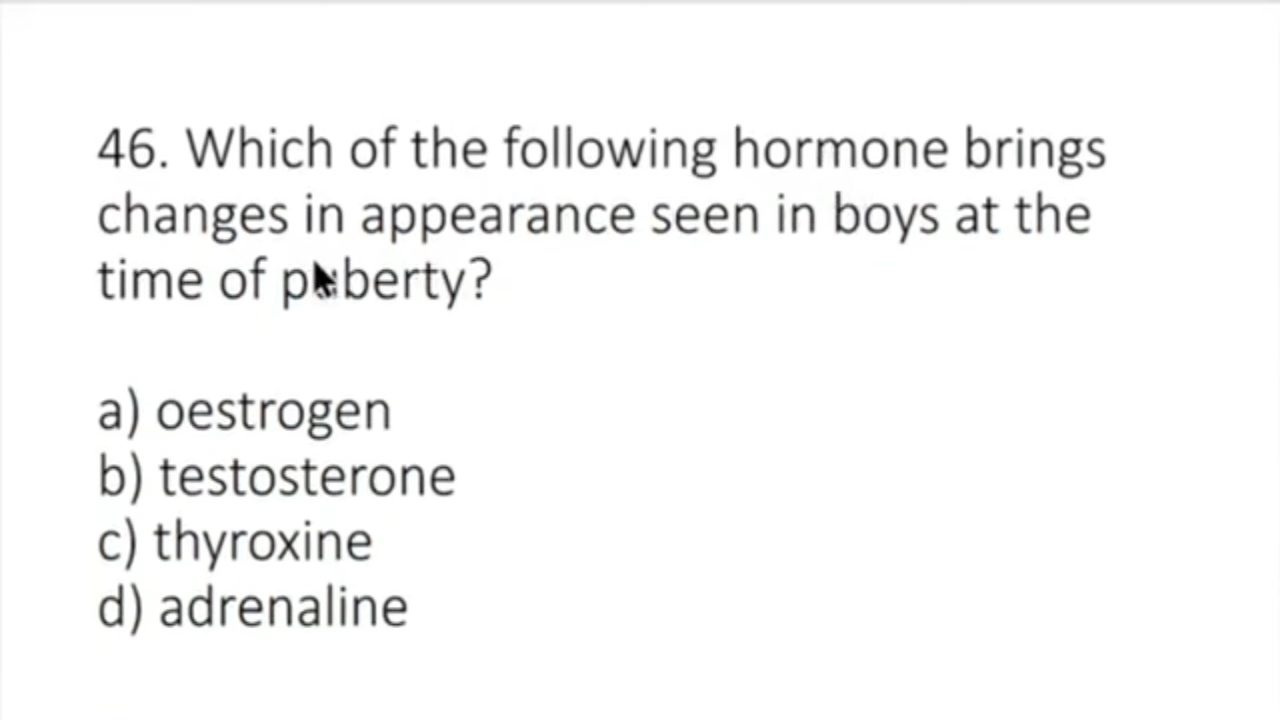 46. Which of the following hormone brings
changes in appearance seen in boys at the
time of puberty?
a) oestrogen
b) testosterone
c) thyroxine
d) adrenaline